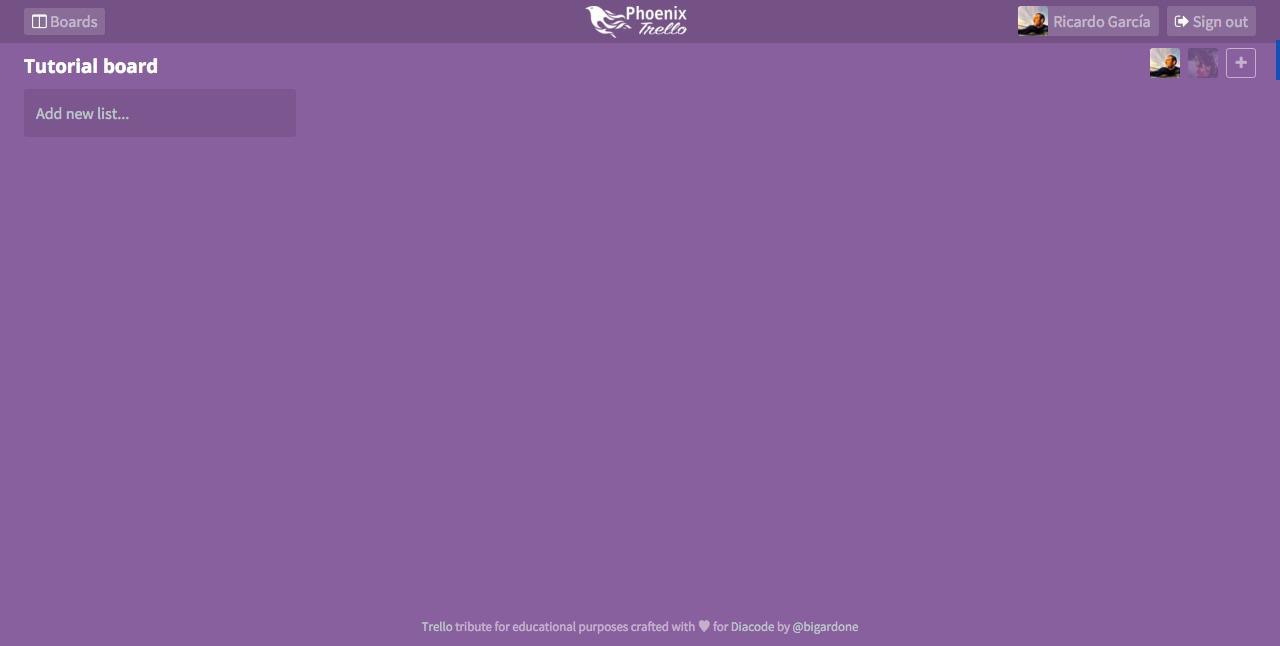 Boards
Phoenix
Trello
Ricardo García
Sign out
Tutorial board
Add new list...
Trello tribute for educational purposes crafted with ♥ for Diacode by @bigardone